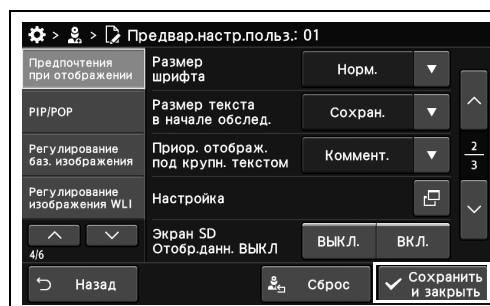 > > Предвар.настр.польз.: 01
Предпочтения
при отображении
PIP/POP
Регулирование
баз. изображения
Регулирование
изображения WLI
4/6
Размер
шрифта
Норм.
Размер текста
в начале обслед.
Сохран.
Приор. отображ.
под крупн. текстом
Коммент.
Настройка
Экран SD
Отобр.данн. ВЫКЛ
ВЫКЛ.
ВКЛ.
2
3
Назад
Сброс
Сохранить
и закрыть